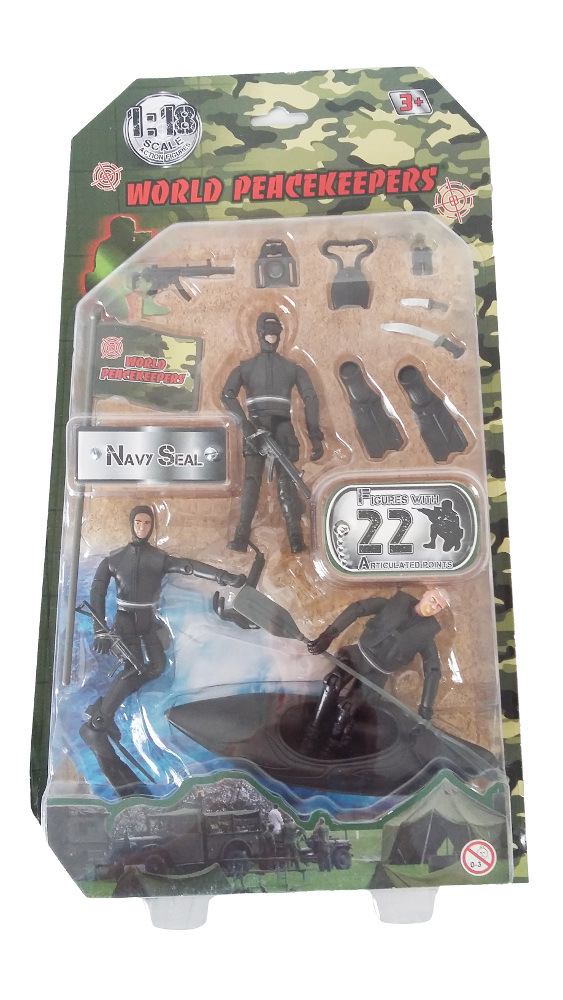 1:18
SCALE
ACTION FIGURES
3+
WORLD PEACEKEEPERS
WORLD
PEACEKEEPERS
NAVY SEAL
FIGURES WITH
22
ARTICULATED POINTS
0-3